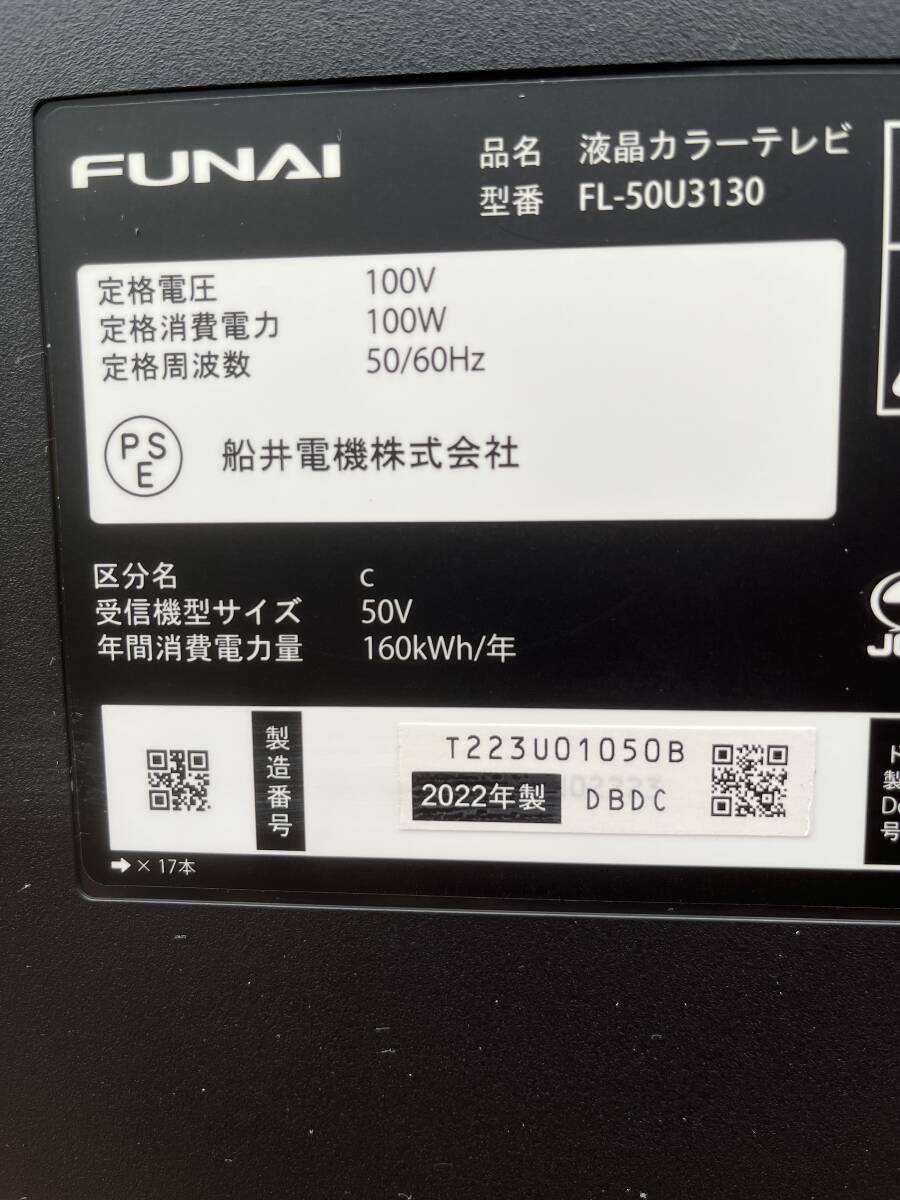 FUNAI
品名 液晶カラーテレビ
型番 FL-50U3130
定格電圧 100V
定格消費電力 100W
定格周波数 50/60Hz
PSE 船井電機株式会社
区分名 C
受信機型サイズ 50V
年間消費電力量 160kWh/年
製造番号
T223U01050B
2022年製 DBDC
➡ × 17本
ド
製
号